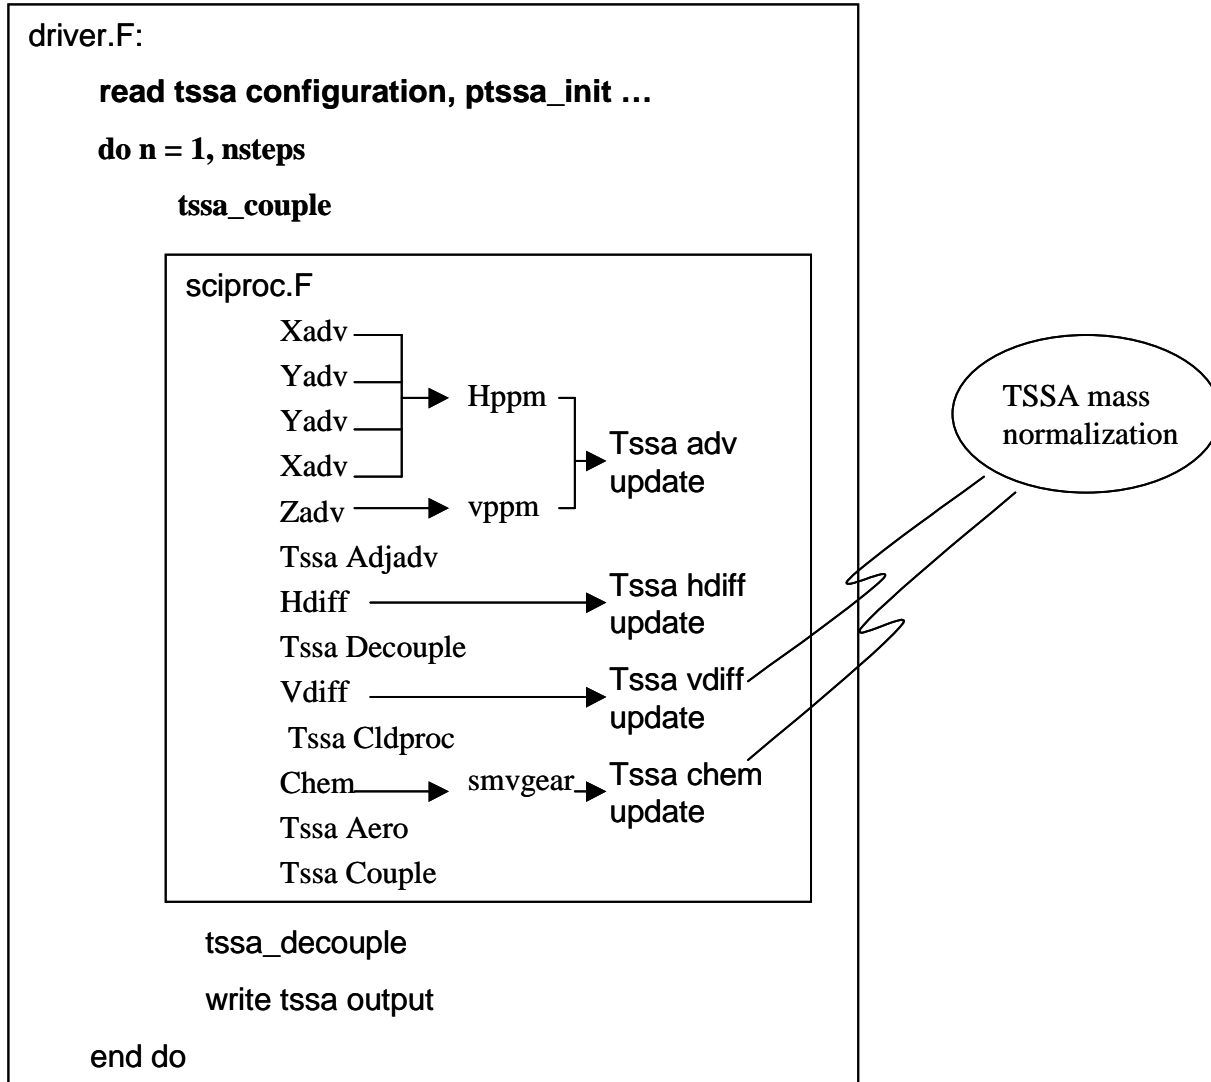 driver.F:
read tssa configuration, ptssa_init …
do n = 1, nsteps
tssa_couple
sciproc.F
Xadv
Yadv
Hppm
Yadv
Tssa adv
update
Xadv
Zadv
vppm
Tssa Adjadv
Hdiff
Tssa hdiff
update
Tssa Decouple
Vdiff
Tssa vdiff
update
Tssa Cldproc
Chem
smvgear
Tssa chem
update
Tssa Aero
Tssa Couple
tssa_decouple
write tssa output
end do
TSSA mass
normalization